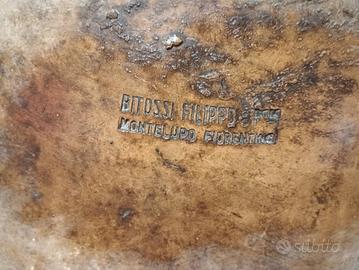 BITOSSI FILIPPO &
MONTELUPO FIORENTINO
subito